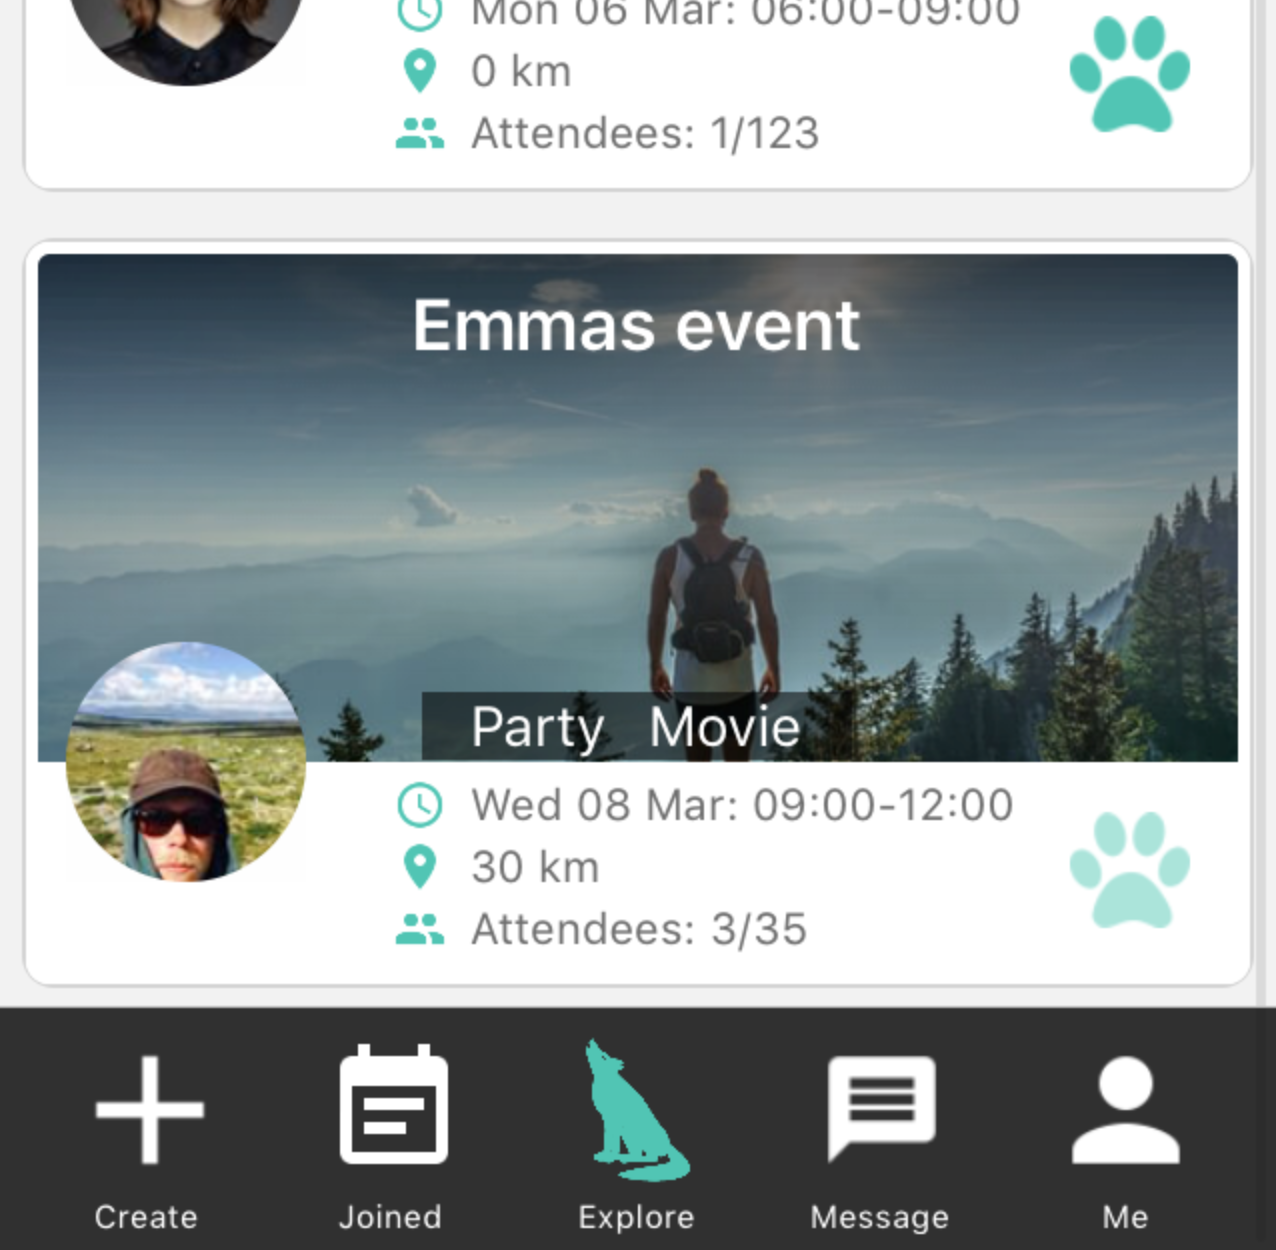 Mon 06 Mar: 06:00-09:00
0 km
Attendees: 1/123
Emmas event
Party Movie
Wed 08 Mar: 09:00-12:00
30 km
Attendees: 3/35
Create Joined Explore Message Me